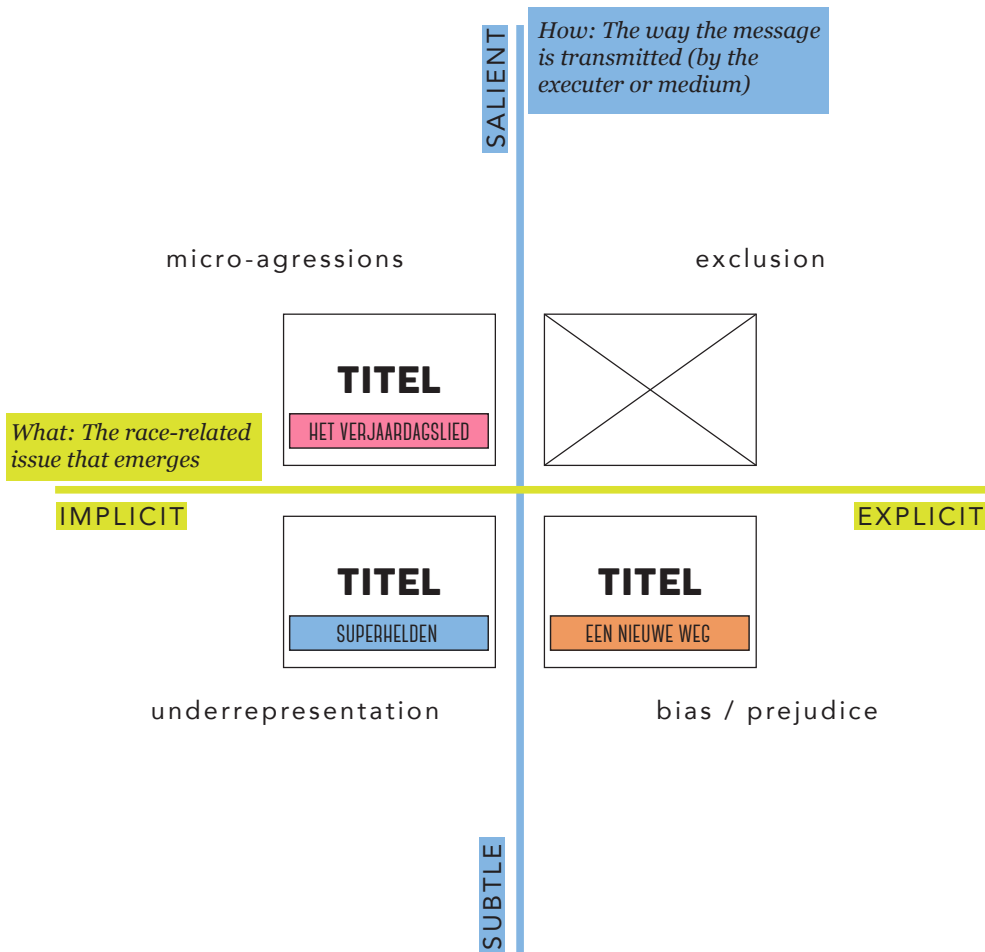 SALIENT
How: The way the message
is transmitted (by the
executer or medium)
micro-agressions
exclusion
TITEL
HET VERJAARDAGSLIED
What: The race-related
issue that emerges
IMPLICIT
EXPLICIT
TITEL
SUPERHELDEN
TITEL
EEN NIEUWE WEG
underrepresentation
bias / prejudice
SUBTLE